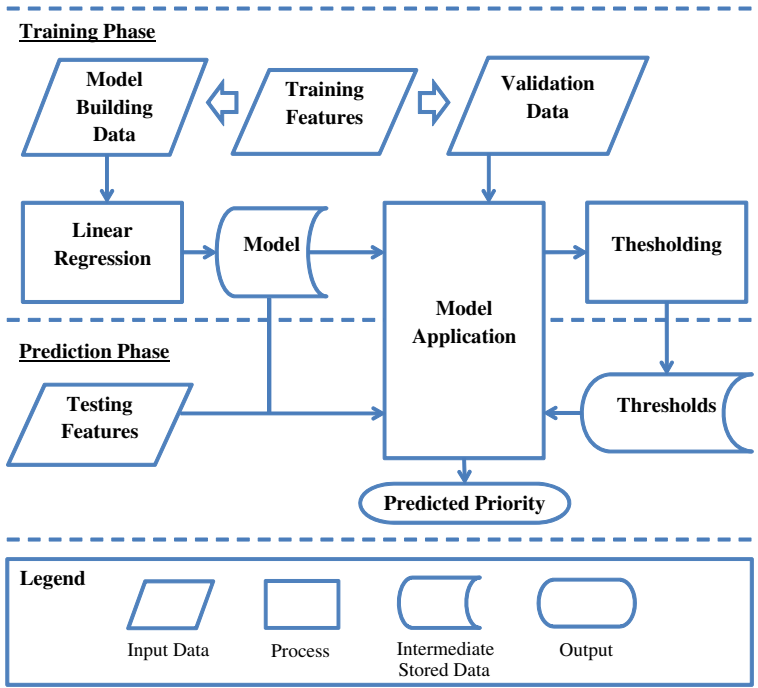 Training Phase
Model
Building
Data
Training
Features
Validation
Data
Linear
Regression
Model
Model
Application
Thesholding
Prediction Phase
Testing
Features
Thresholds
Predicted Priority
Legend
Input Data
Process
Intermediate
Stored Data
Output